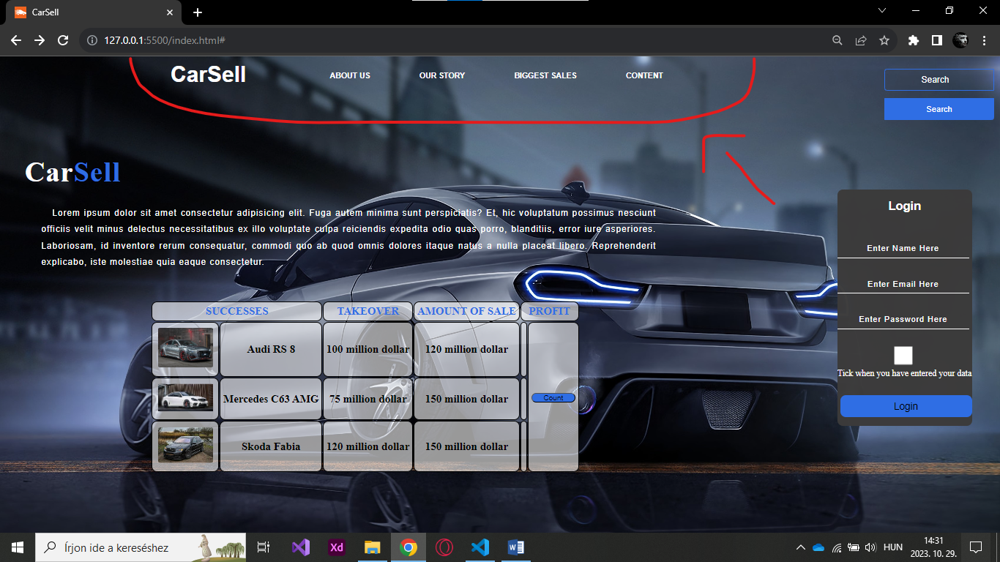 CarSell
127.0.0.1:5500/index.html#
CarSell
ABOUT US
OUR STORY
BIGGEST SALES
CONTENT
Search
Search
CarSell
Lorem ipsum dolor sit amet consectetur adipisicing elit. Fuga autem minima sunt perspiciatis? Et, hic voluptatum possimus nesciunt
officiis velit minus delectus necessitatibus ex illo voluptate culpa reiciendis expedita odio quas porro, blanditiis, error iure asperiores.
Laboriosam, id inventore rerum consequatur, commodi quo ab quod omnis dolores itaque natus a nulla placeat libero. Reprehenderit
explicabo, iste molestiae quia eaque consectetur.
Login
Enter Name Here
Enter Email Here
Enter Password Here
Tick when you have entered your data
Login
SUCCESSES TAKEOVER AMOUNT OF SALE PROFIT
Audi RS 8 100 million dollar 120 million dollar
Mercedes C63 AMG 75 million dollar 150 million dollar
Count
Skoda Fabia 120 million dollar 150 million dollar
Írjon ide a kereséshez
Xd
W
HUN
14:31
2023. 10. 29.